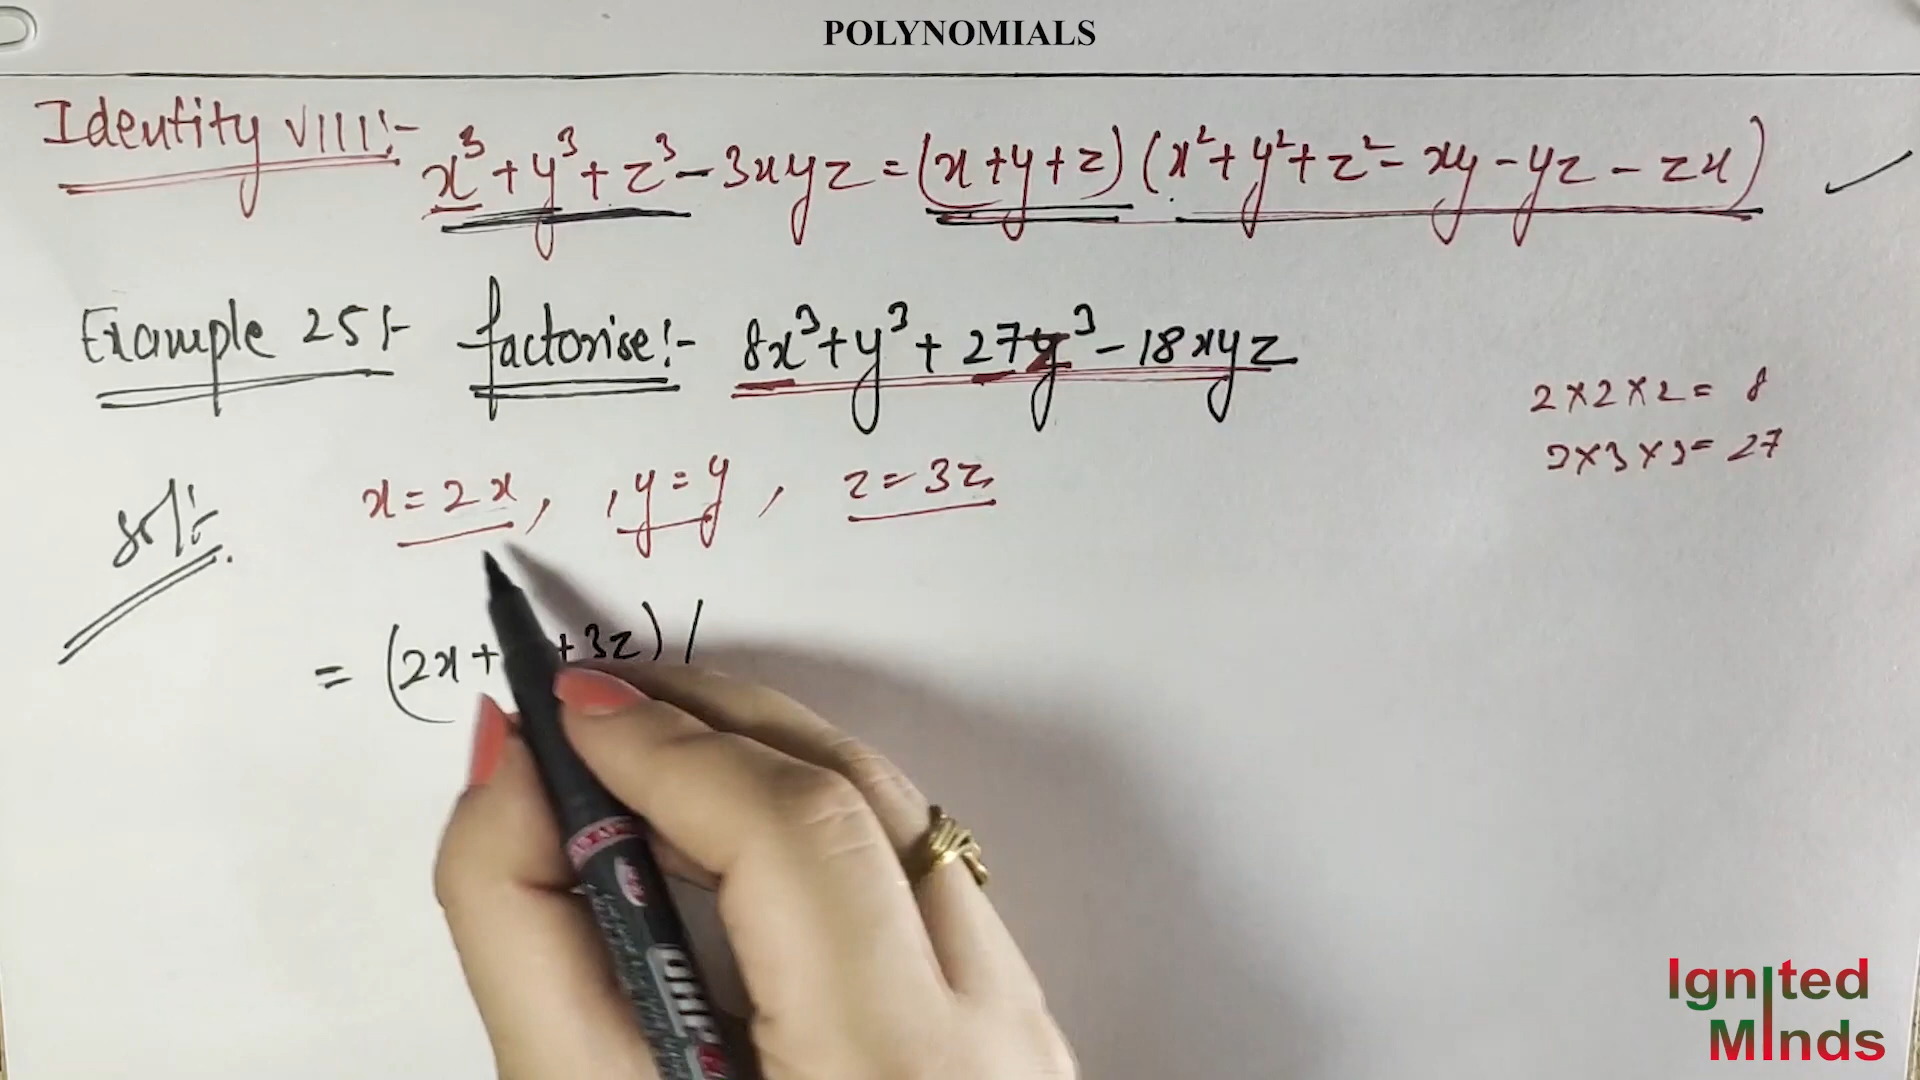 POLYNOMIALS
Identity VIII:- x³+y³+z³-3xyz=(x+y+z)(x²+y²+z²-xy-yz-zx)
Example 25:- factorise:- 8x³+y³+27z³-18xyz
2×2×2= 8
3×3×3= 27
sol:- x=2x, y=y, z=3z
= (2x+ +3z) (
Ignited
Minds